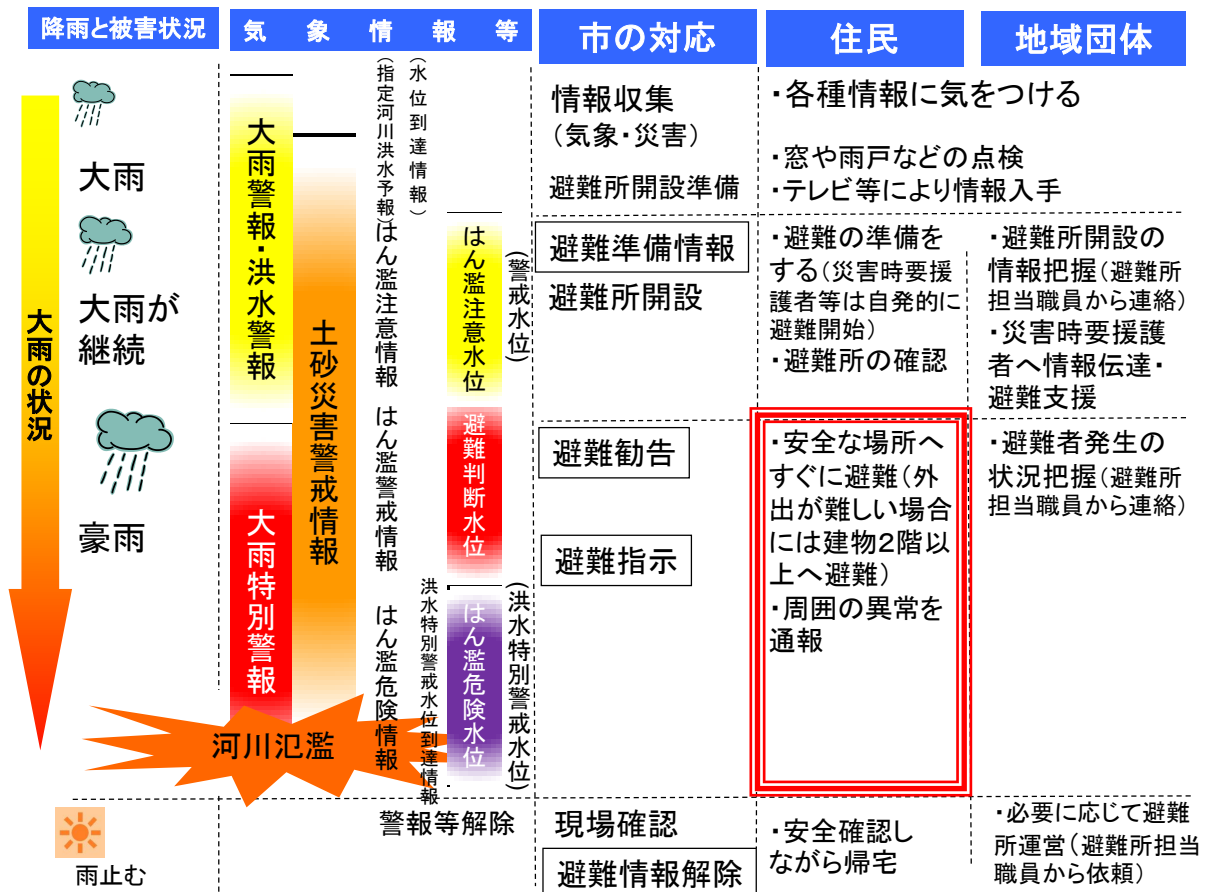 降雨と被害状況
気象情報等
市の対応
住民
地域団体
大雨の状況
大雨
大雨が
継続
豪雨
河川氾濫
雨止む
大雨警報・洪水警報
大雨特別警報
土砂災害警戒情報
(指定河川洪水予報)
(水位到達情報)
はん濫注意情報
はん濫警戒情報
はん濫危険情報
洪水特別警戒水位到達情報
はん濫注意水位
(警戒水位)
避難判断水位
はん濫危険水位
(洪水特別警戒水位)
警報等解除
情報収集
(気象・災害)
避難所開設準備
避難準備情報
避難所開設
避難勧告
避難指示
現場確認
避難情報解除
・各種情報に気をつける
・窓や雨戸などの点検
・テレビ等により情報入手
・避難の準備を
する(災害時要援
護者等は自発的に
避難開始)
・避難所の確認
・安全な場所へ
すぐに避難(外
出が難しい場合
には建物2階以
上へ避難)
・周囲の異常を
通報
・安全確認し
ながら帰宅
・避難所開設の
情報把握(避難所
担当職員から連絡)
・災害時要援護
者へ情報伝達・
避難支援
・避難者発生の
状況把握(避難所
担当職員から連絡)
・必要に応じて避難
所運営(避難所担当
職員から依頼)